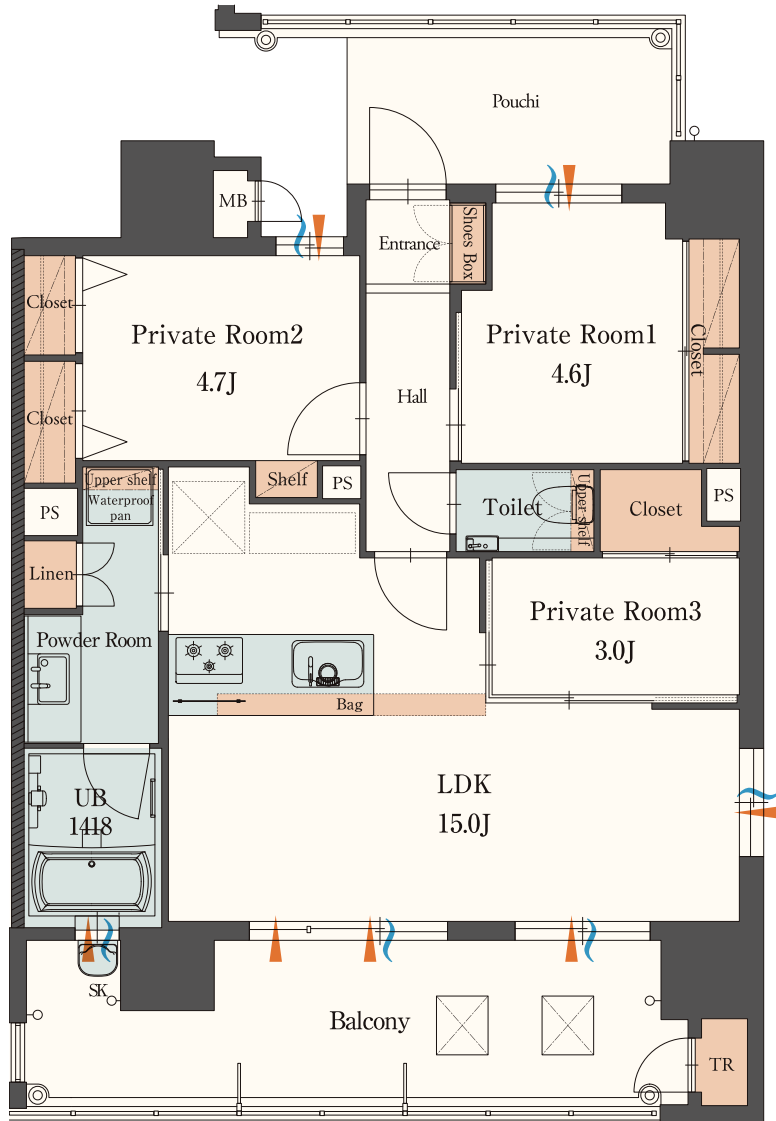 Pouchi
MB
Entrance
Shoes Box
Closet
Private Room2
4.7J
Private Room1
4.6J
Closet
Hall
Closet
Upper shelf
Waterproof
pan
Shelf
PS
PS
Toilet
Upper shelf
Closet
PS
Linen
Powder Room
Private Room3
3.0J
Bag
UB
1418
LDK
15.0J
SK
Balcony
TR